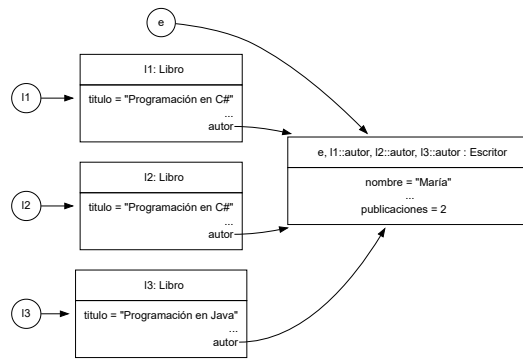 e
l1: Libro
l1
titulo = "Programación en C#"
...
autor
e, l1::autor, l2::autor, l3::autor : Escritor
nombre = "María"
...
publicaciones = 2
l2: Libro
l2
titulo = "Programación en C#"
...
autor
l3: Libro
l3
titulo = "Programación en Java"
...
autor